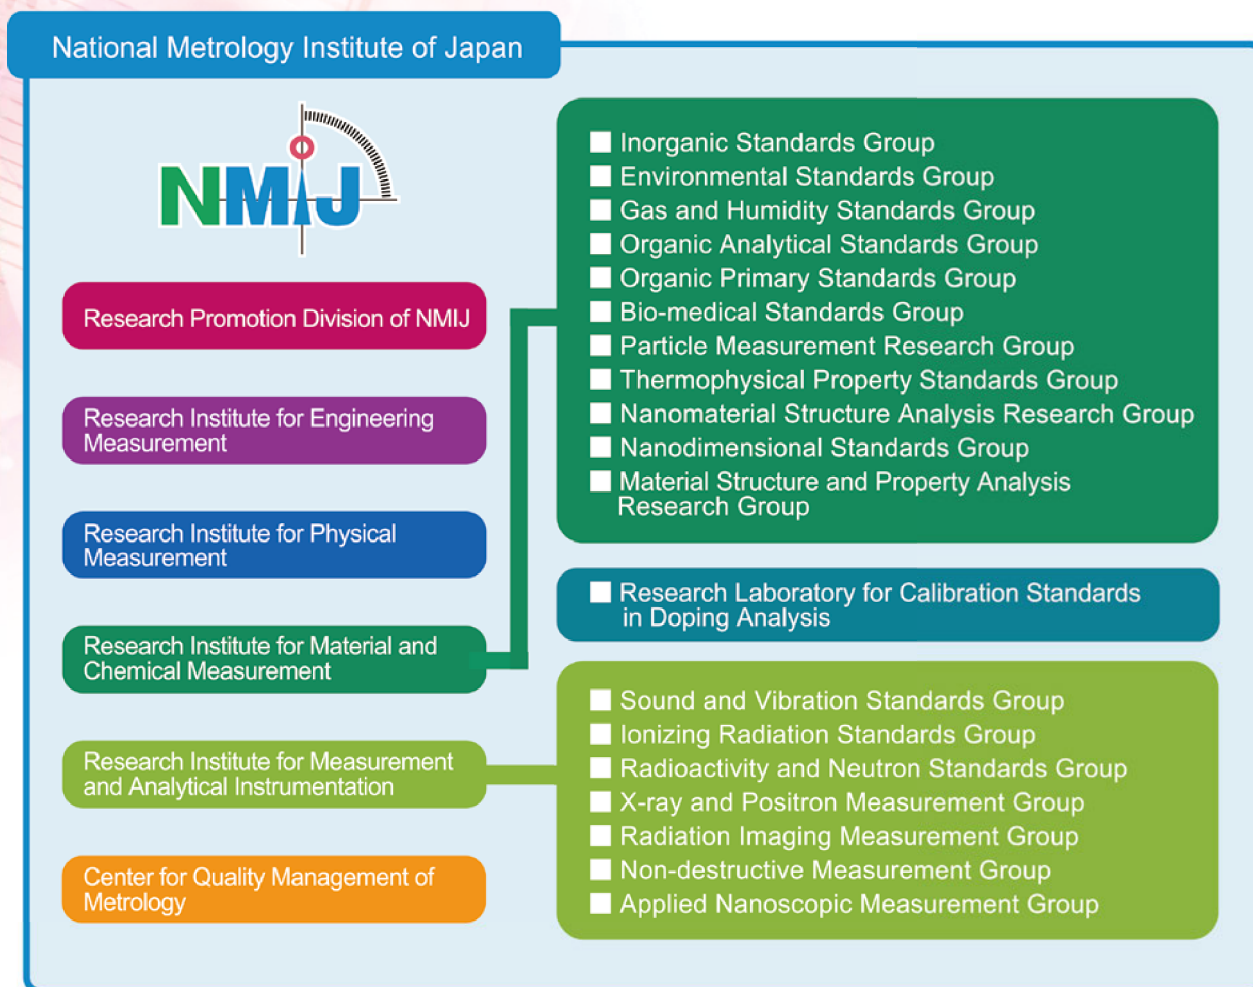 National Metrology Institute of Japan
NMIJ
Research Promotion Division of NMIJ
Research Institute for Engineering
Measurement
Research Institute for Physical
Measurement
Research Institute for Material and
Chemical Measurement
Research Institute for Measurement
and Analytical Instrumentation
Center for Quality Management of
Metrology
Inorganic Standards Group
Environmental Standards Group
Gas and Humidity Standards Group
Organic Analytical Standards Group
Organic Primary Standards Group
Bio-medical Standards Group
Particle Measurement Research Group
Thermophysical Property Standards Group
Nanomaterial Structure Analysis Research Group
Nanodimensional Standards Group
Material Structure and Property Analysis
Research Group
Research Laboratory for Calibration Standards
in Doping Analysis
Sound and Vibration Standards Group
Ionizing Radiation Standards Group
Radioactivity and Neutron Standards Group
X-ray and Positron Measurement Group
Radiation Imaging Measurement Group
Non-destructive Measurement Group
Applied Nanoscopic Measurement Group